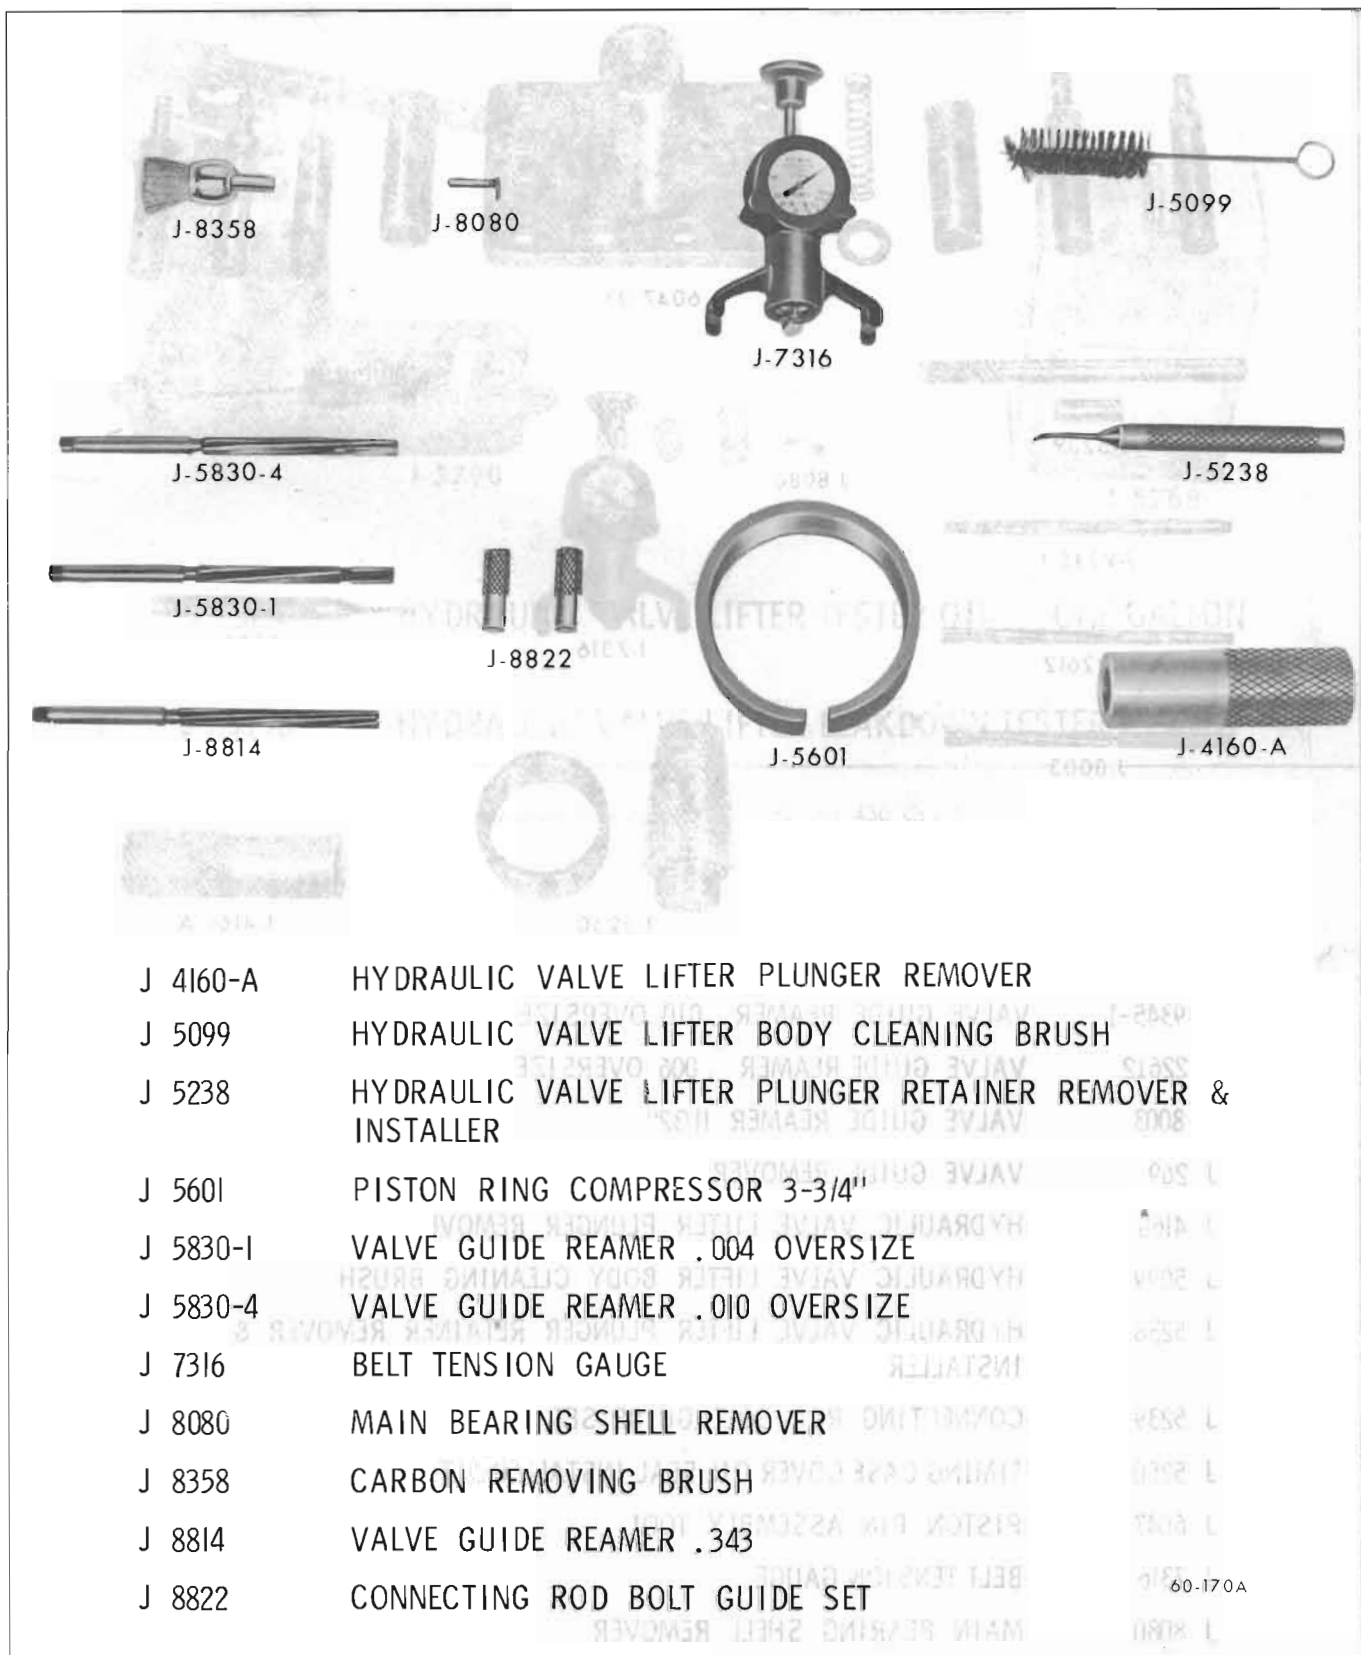 J-8358
J-8080
J-5099
J-7316
J-5830-4
J-5238
J-5830-1
J-8822
J-8814
J-5601
J-4160-A
J 4160-A HYDRAULIC VALVE LIFTER PLUNGER REMOVER
J 5099 HYDRAULIC VALVE LIFTER BODY CLEANING BRUSH
J 5238 HYDRAULIC VALVE LIFTER PLUNGER RETAINER REMOVER &
INSTALLER
J 5601 PISTON RING COMPRESSOR 3-3/4"
J 5830-1 VALVE GUIDE REAMER .004 OVERSIZE
J 5830-4 VALVE GUIDE REAMER .010 OVERSIZE
J 7316 BELT TENSION GAUGE
J 8080 MAIN BEARING SHELL REMOVER
J 8358 CARBON REMOVING BRUSH
J 8814 VALVE GUIDE REAMER .343
J 8822 CONNECTING ROD BOLT GUIDE SET
60-170A